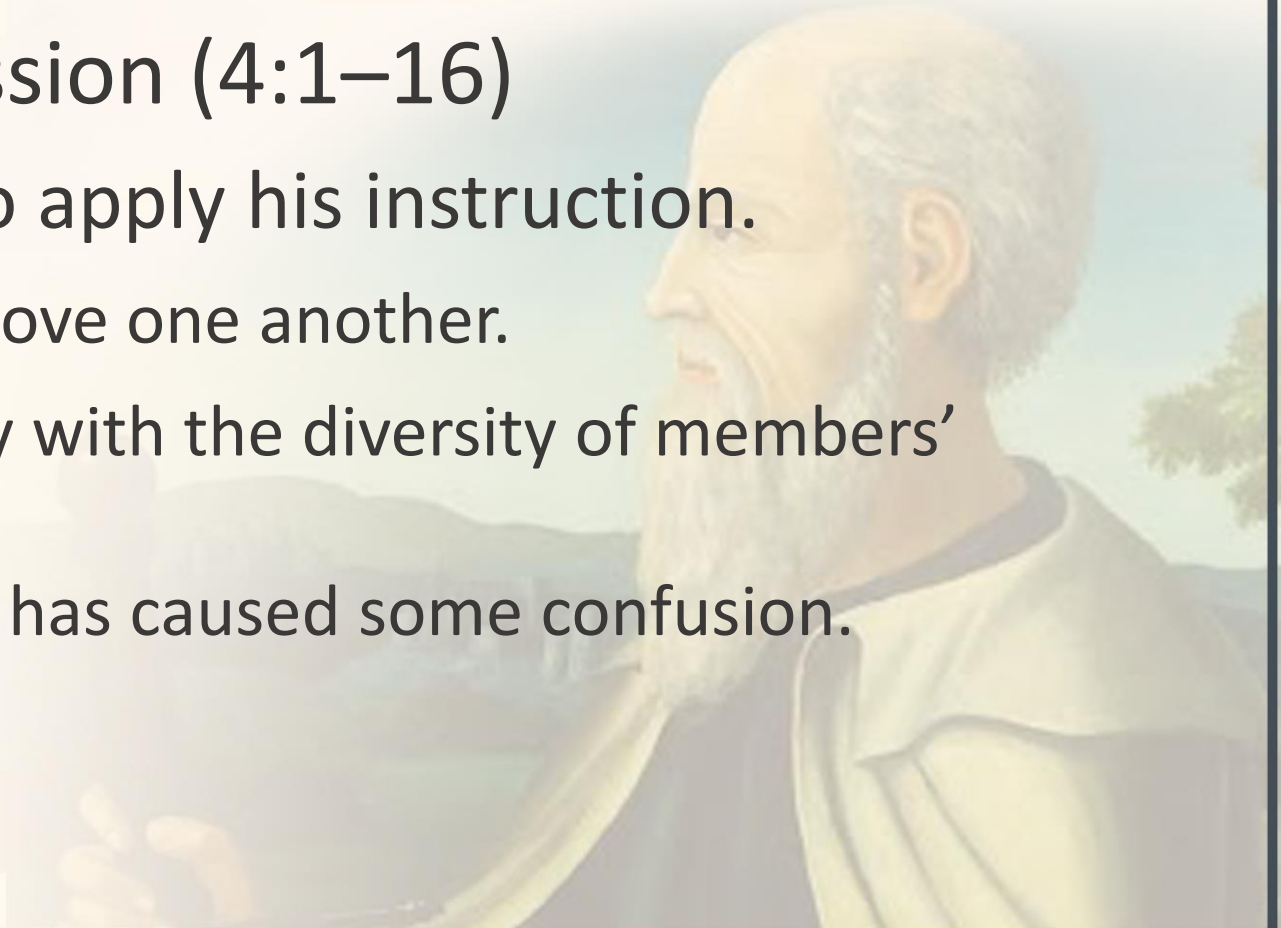 ssion (4:1–16)
o apply his instruction.
ove one another.
y with the diversity of members’
has caused some confusion.